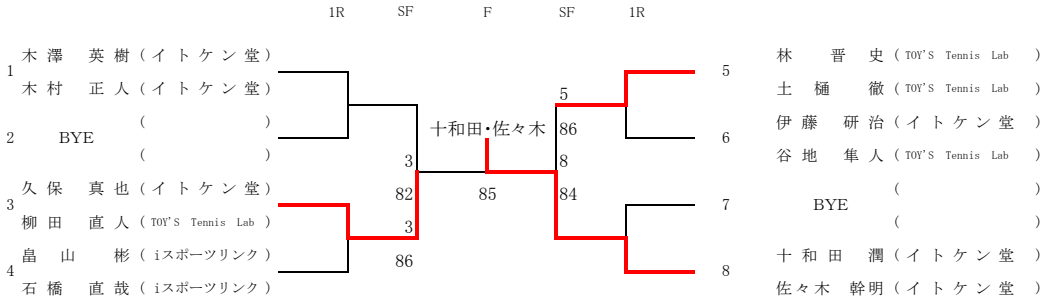 1R SF F SF 1R
木澤 英樹 (イトケン堂)
1
木村 正人 (イトケン堂)
( )
2 BYE
( )
久保 真也 (イトケン堂)
3
柳田 直人 (TOY'S Tennis Lab)
畠山 彬 (iスポーツリンク)
4
石橋 直哉 (iスポーツリンク)
3
82
3
86
十和田・佐々木
85
5
86
8
84
林 晋史 (TOY'S Tennis Lab )
5
土樋 徹 (TOY'S Tennis Lab )
伊藤 研治 (イトケン堂 )
6
谷地 隼人 (TOY'S Tennis Lab )
( )
7 BYE
( )
十和田 潤 (イトケン堂 )
8
佐々木 幹明 (イトケン堂 )